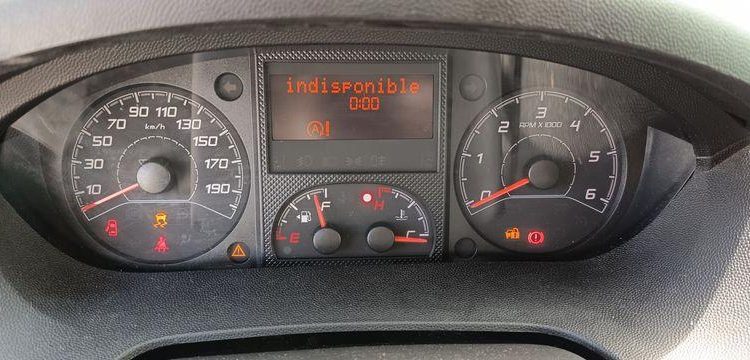 90 110
70 130
km/h
50 150
30 170
10 190
indisponible
0:00
A!
3
2 4
RPM X 1000
1 5
0 6
F
E
H
C